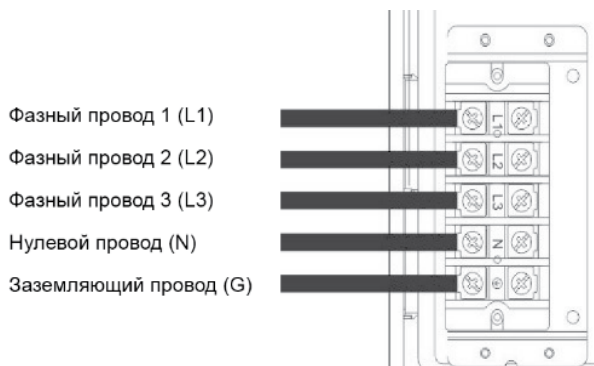 Фазный провод 1 (L1)
L1
Фазный провод 2 (L2)
L2
Фазный провод 3 (L3)
L3
Нулевой провод (N)
N
Заземляющий провод (G)